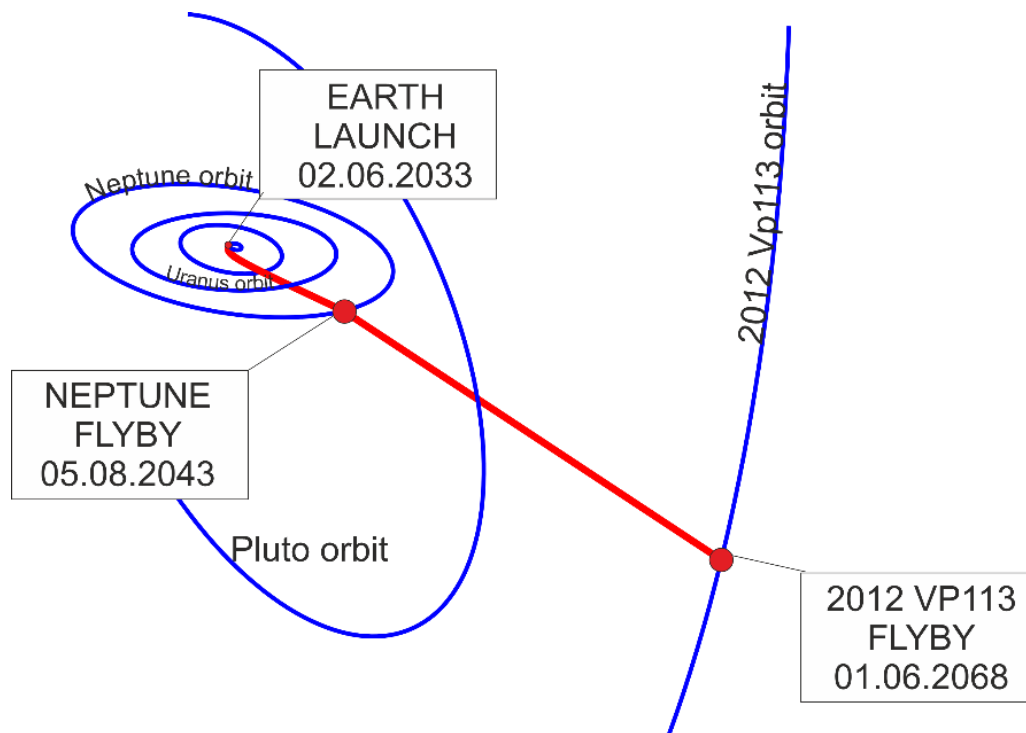 EARTH
LAUNCH
02.06.2033
Neptune orbit
Uranus orbit
2012 Vp113 orbit
NEPTUNE
FLYBY
05.08.2043
Pluto orbit
2012 VP113
FLYBY
01.06.2068